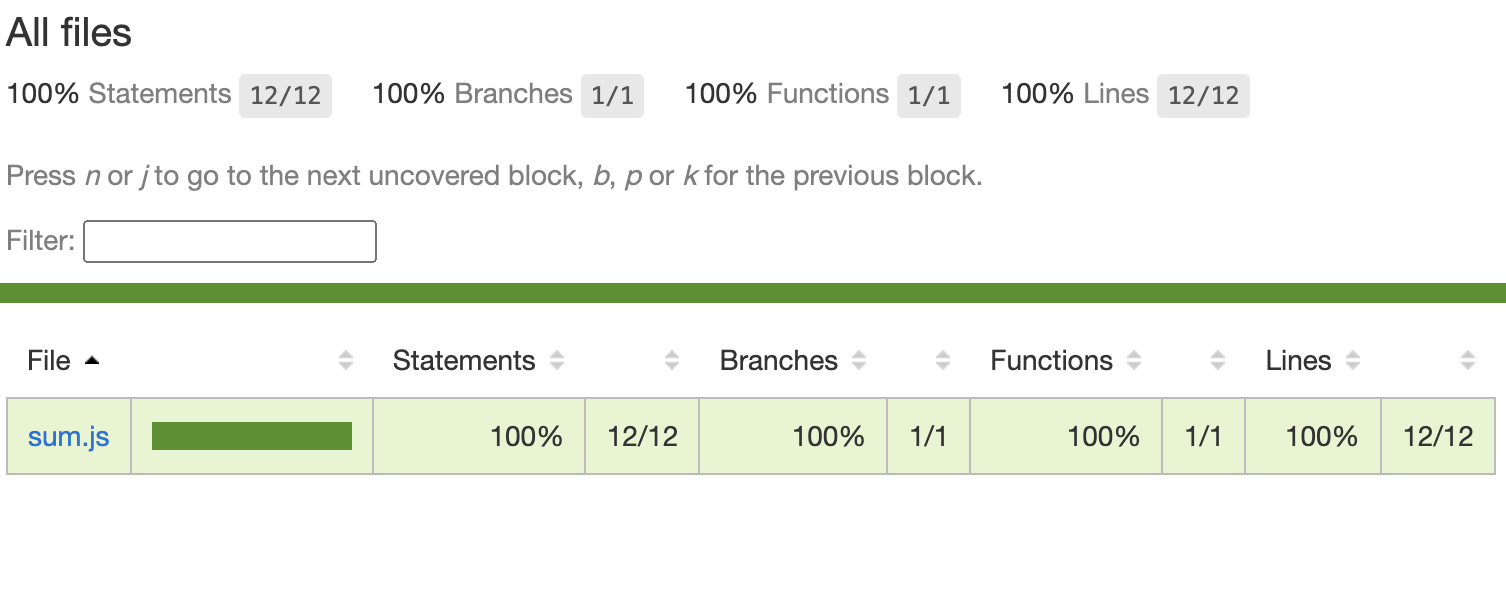 All files
100% Statements 12/12 100% Branches 1/1 100% Functions 1/1 100% Lines 12/12
Press n or j to go to the next uncovered block, b, p or k for the previous block.
Filter:
File Statements Branches Functions Lines
sum.js 100% 12/12 100% 1/1 100% 1/1 100% 12/12